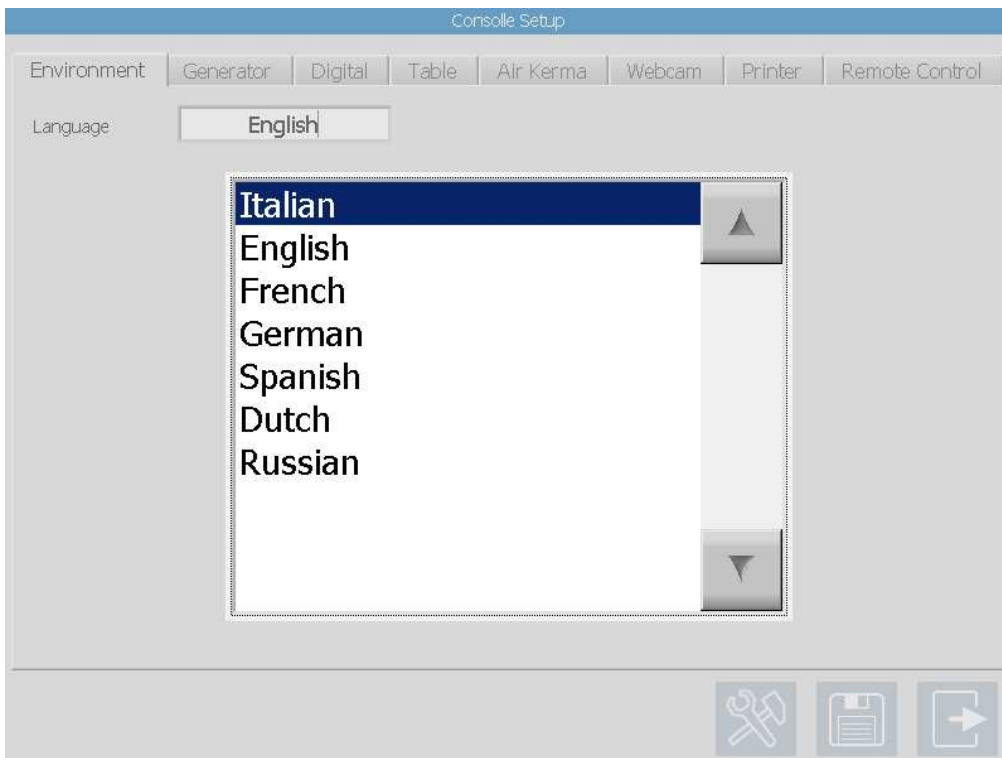 Consolle Setup
Environment Generator Digital Table Air Kerma Webcam Printer Remote Control
Language English
Italian
English
French
German
Spanish
Dutch
Russian